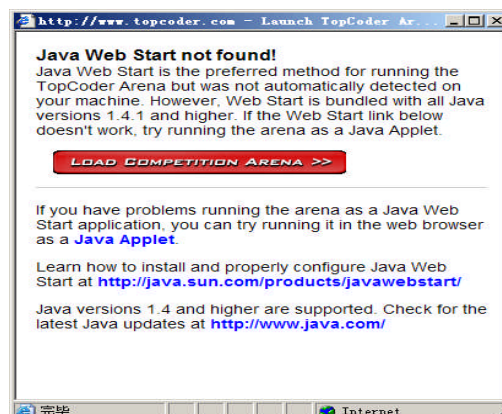 http://www.topcoder.com - Launch TopCoder Ar...
Java Web Start not found!
Java Web Start is the preferred method for running the
TopCoder Arena but was not automatically detected on
your machine. However, Web Start is bundled with all Java
versions 1.4.1 and higher. If the Web Start link below
doesn't work, try running the arena as a Java Applet.
LOAD COMPETITION ARENA >>
If you have problems running the arena as a Java Web
Start application, you can try running it in the web browser
as a Java Applet.
Learn how to install and properly configure Java Web
Start at http://java.sun.com/products/javawebstart/
Java versions 1.4 and higher are supported. Check for the
latest Java updates at http://www.java.com/
完毕 Internet